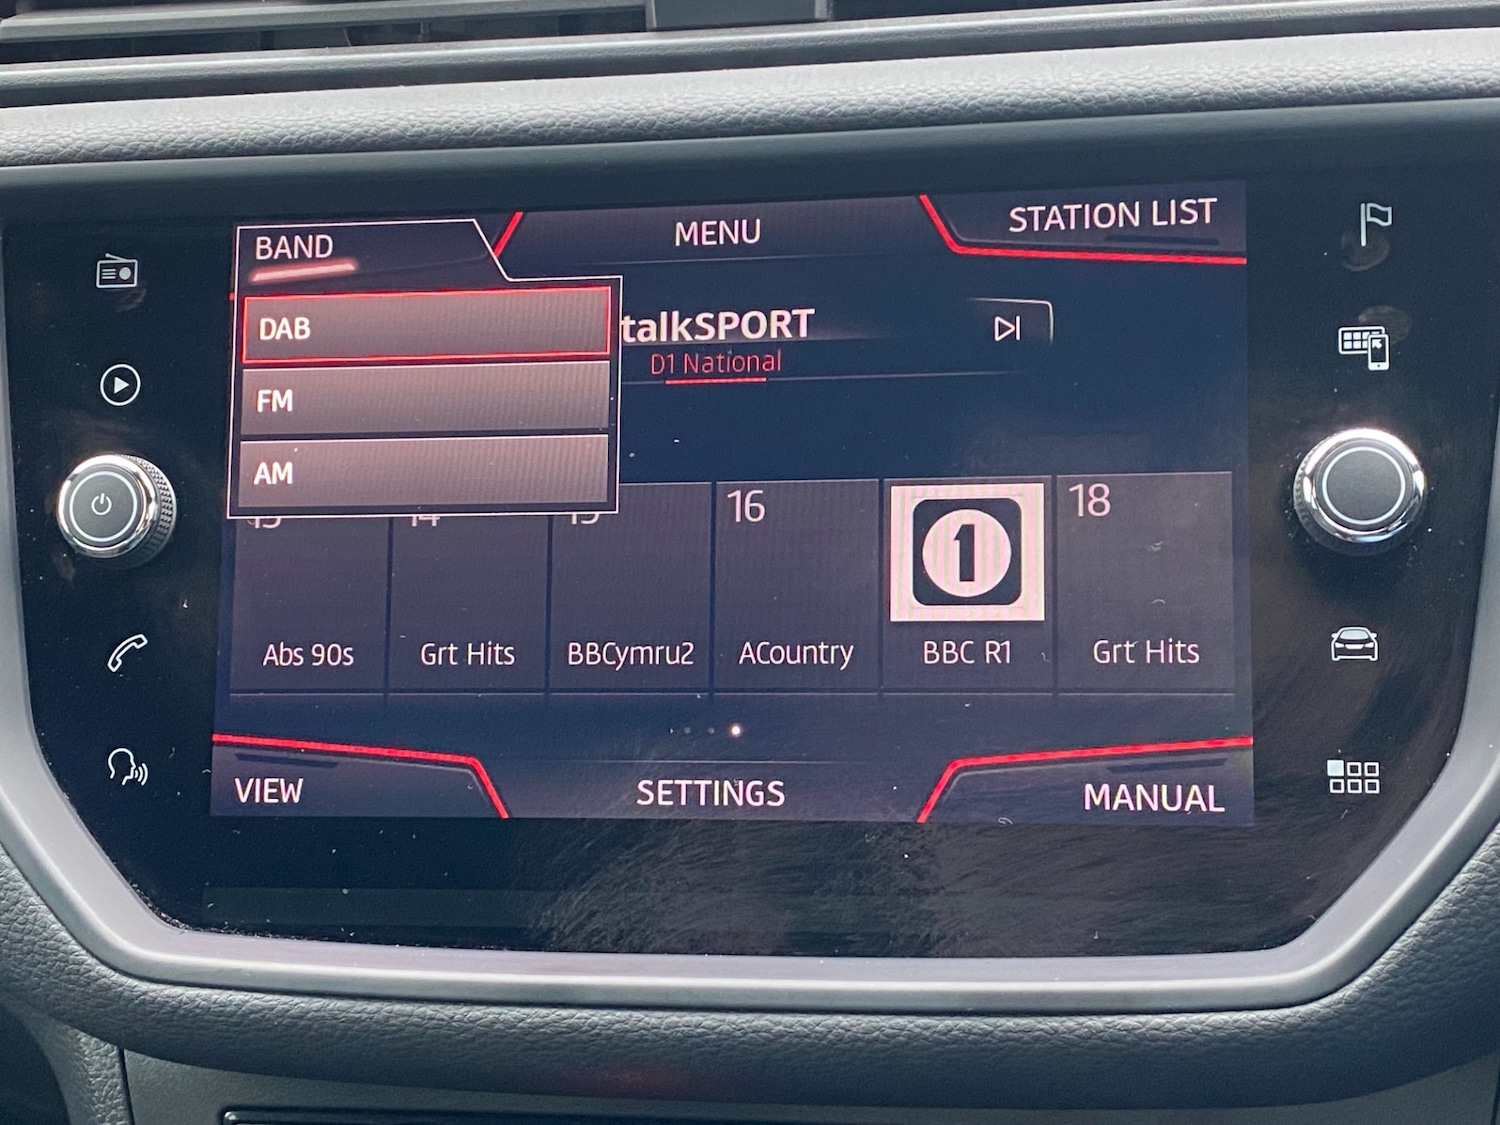 BAND
MENU
STATION LIST
DAB
FM
AM
talkSPORT
D1 National
16
1
18
Abs 90s
Grt Hits
BBCymru2
ACountry
BBC R1
Grt Hits
VIEW
SETTINGS
MANUAL